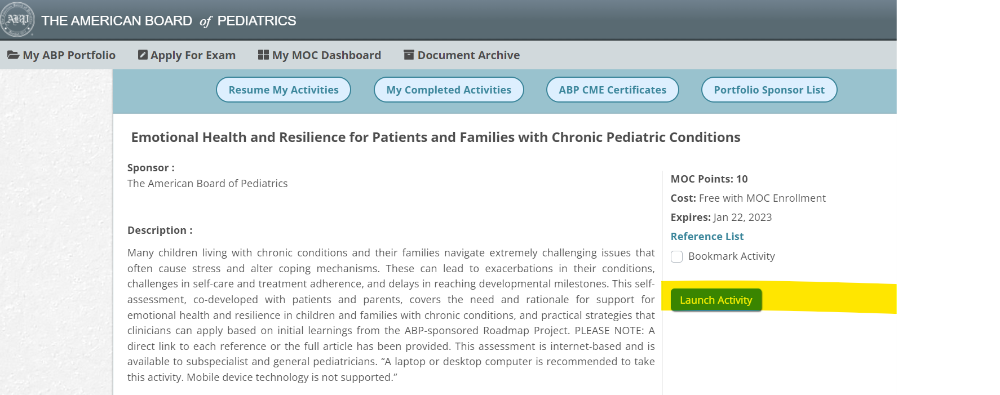 THE AMERICAN BOARD of PEDIATRICS
My ABP Portfolio Apply For Exam My MOC Dashboard Document Archive
Resume My Activities My Completed Activities ABP CME Certificates Portfolio Sponsor List
Emotional Health and Resilience for Patients and Families with Chronic Pediatric Conditions
Sponsor :
The American Board of Pediatrics
Description :
Many children living with chronic conditions and their families navigate extremely challenging issues that
often cause stress and alter coping mechanisms. These can lead to exacerbations in their conditions,
challenges in self-care and treatment adherence, and delays in reaching developmental milestones. This self-
assessment, co-developed with patients and parents, covers the need and rationale for support for
emotional health and resilience in children and families with chronic conditions, and practical strategies that
clinicians can apply based on initial learnings from the ABP-sponsored Roadmap Project. PLEASE NOTE: A
direct link to each reference or the full article has been provided. This assessment is internet-based and is
available to subspecialist and general pediatricians. “A laptop or desktop computer is recommended to take
this activity. Mobile device technology is not supported.”
MOC Points: 10
Cost: Free with MOC Enrollment
Expires: Jan 22, 2023
Reference List
Bookmark Activity
Launch Activity